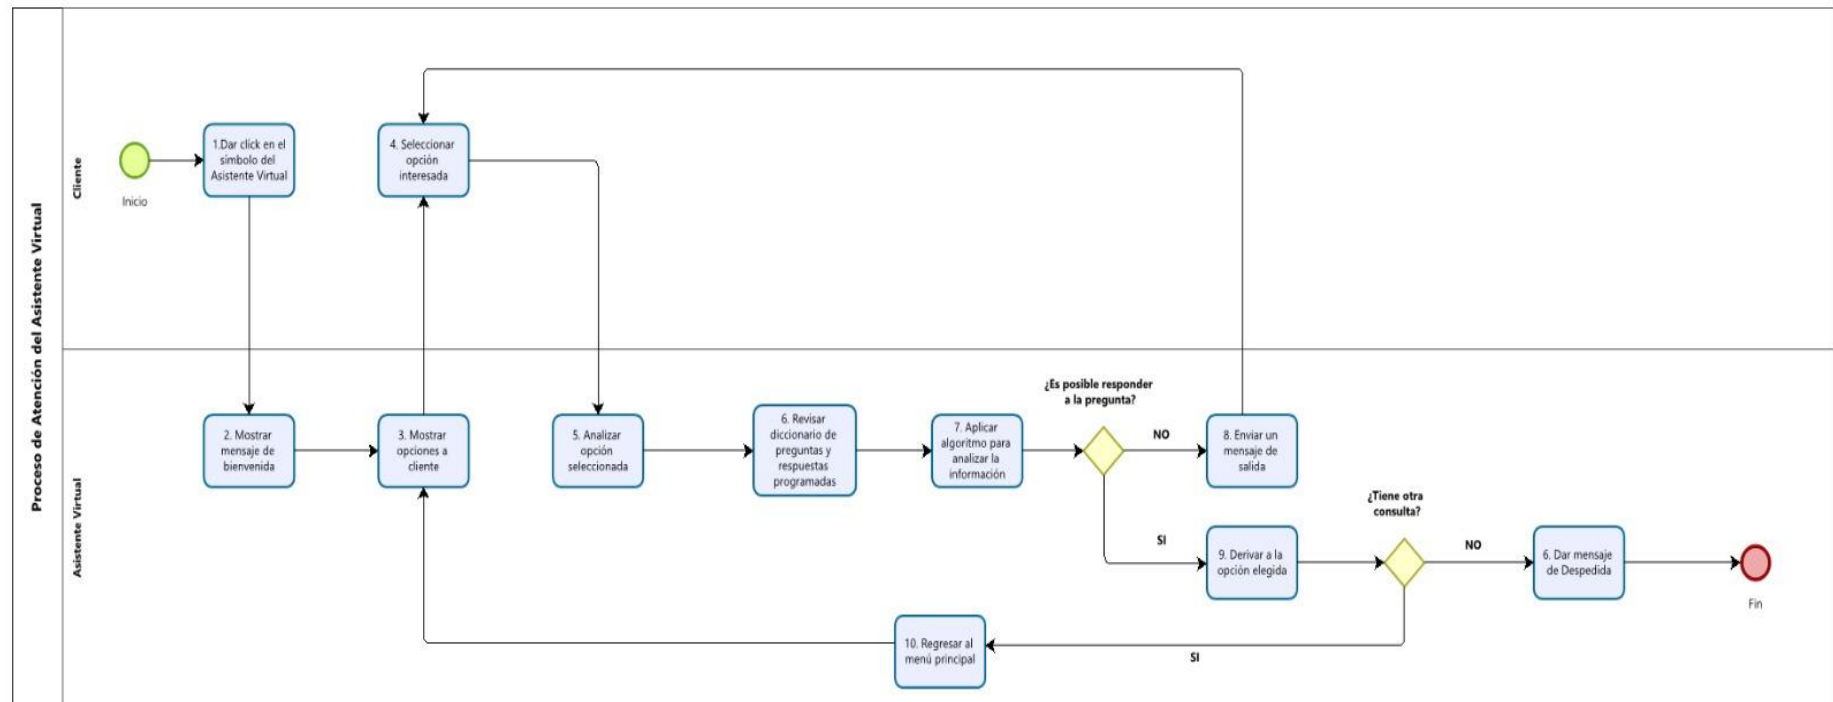 Proceso de Atención del Asistente Virtual
Cliente
Inicio
1.Dar click en el
símbolo del
Asistente Virtual
4. Seleccionar
opción
interesada
Asistente Virtual
2. Mostrar
mensaje de
bienvenida
3. Mostrar
opciones a
cliente
5. Analizar
opción
seleccionada
6. Revisar
diccionario de
preguntas y
respuestas
programadas
7. Aplicar
algoritmo para
analizar la
información
¿Es posible responder
a la pregunta?
NO
8. Enviar un
mensaje de
salida
SI
9. Derivar a la
opción elegida
¿Tiene otra
consulta?
NO
6. Dar mensaje
de Despedida
Fin
SI
10. Regresar al
menú principal